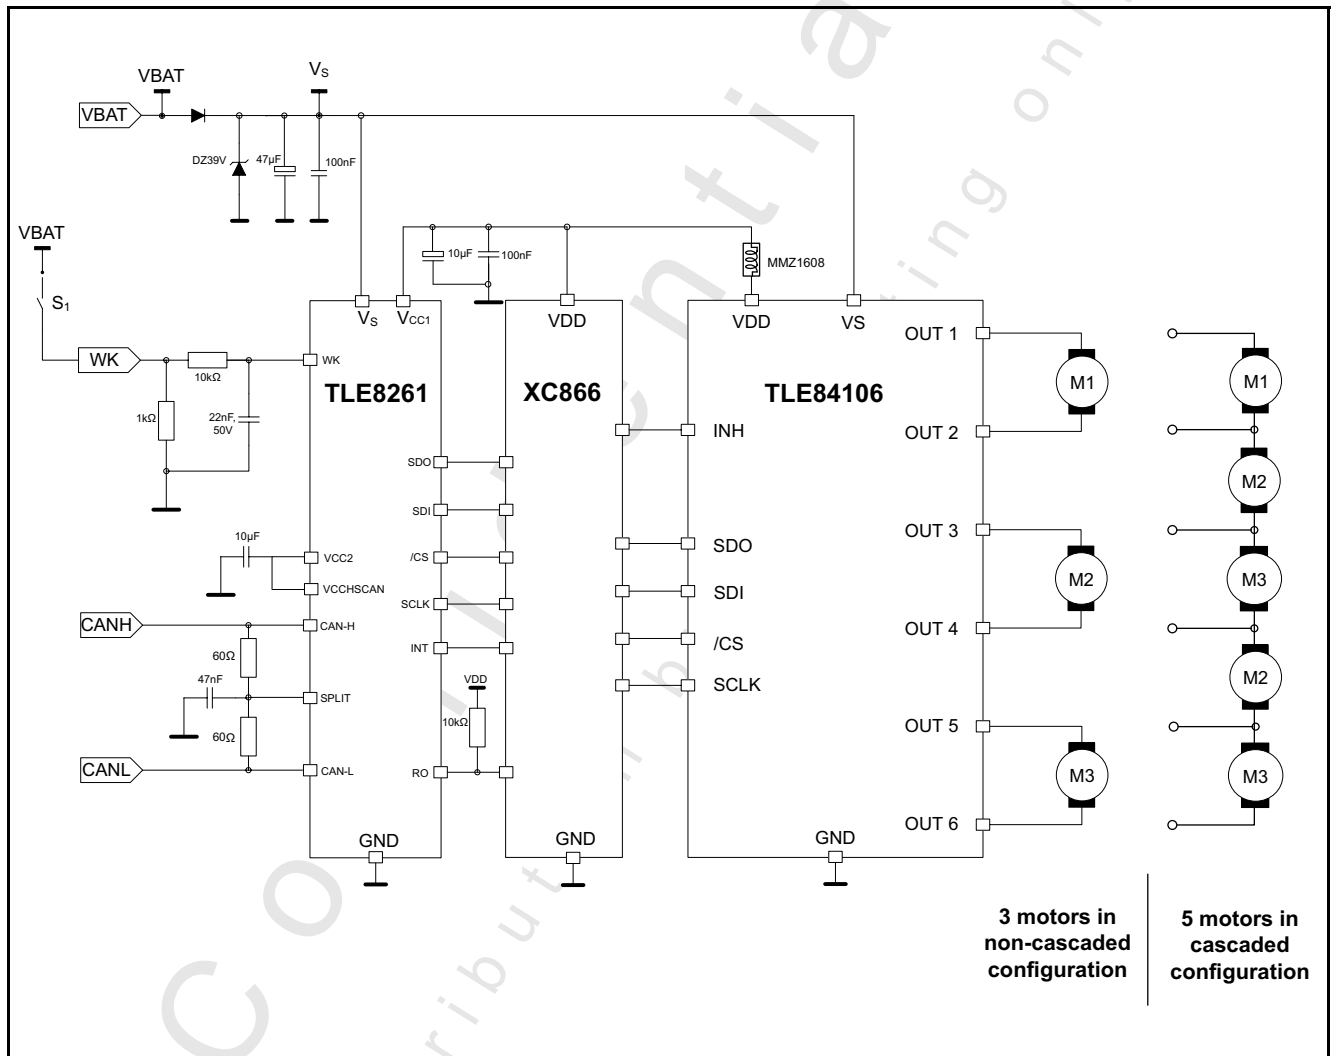 VBAT
V_S
VBAT
DZ39V
47µF
100nF
VBAT
S1
10µF
100nF
MMZ1608
V_S
V_CC1
VDD
VDD
VS
OUT 1
WK
WK
10kΩ
1kΩ
22nF,
50V
TLE8261
XC866
TLE84106
M1
M1
INH
OUT 2
SDO
M2
SDI
OUT 3
10µF
VCC2
/CS
SDO
VCCHSCAN
SCLK
SDI
M2
M3
CANH
CAN-H
INT
/CS
OUT 4
60Ω
47nF
SPLIT
VDD
SCLK
M2
60Ω
10kΩ
OUT 5
CANL
CAN-L
RO
M3
M3
GND
GND
GND
OUT 6
3 motors in
non-cascaded
configuration
5 motors in
cascaded
configuration